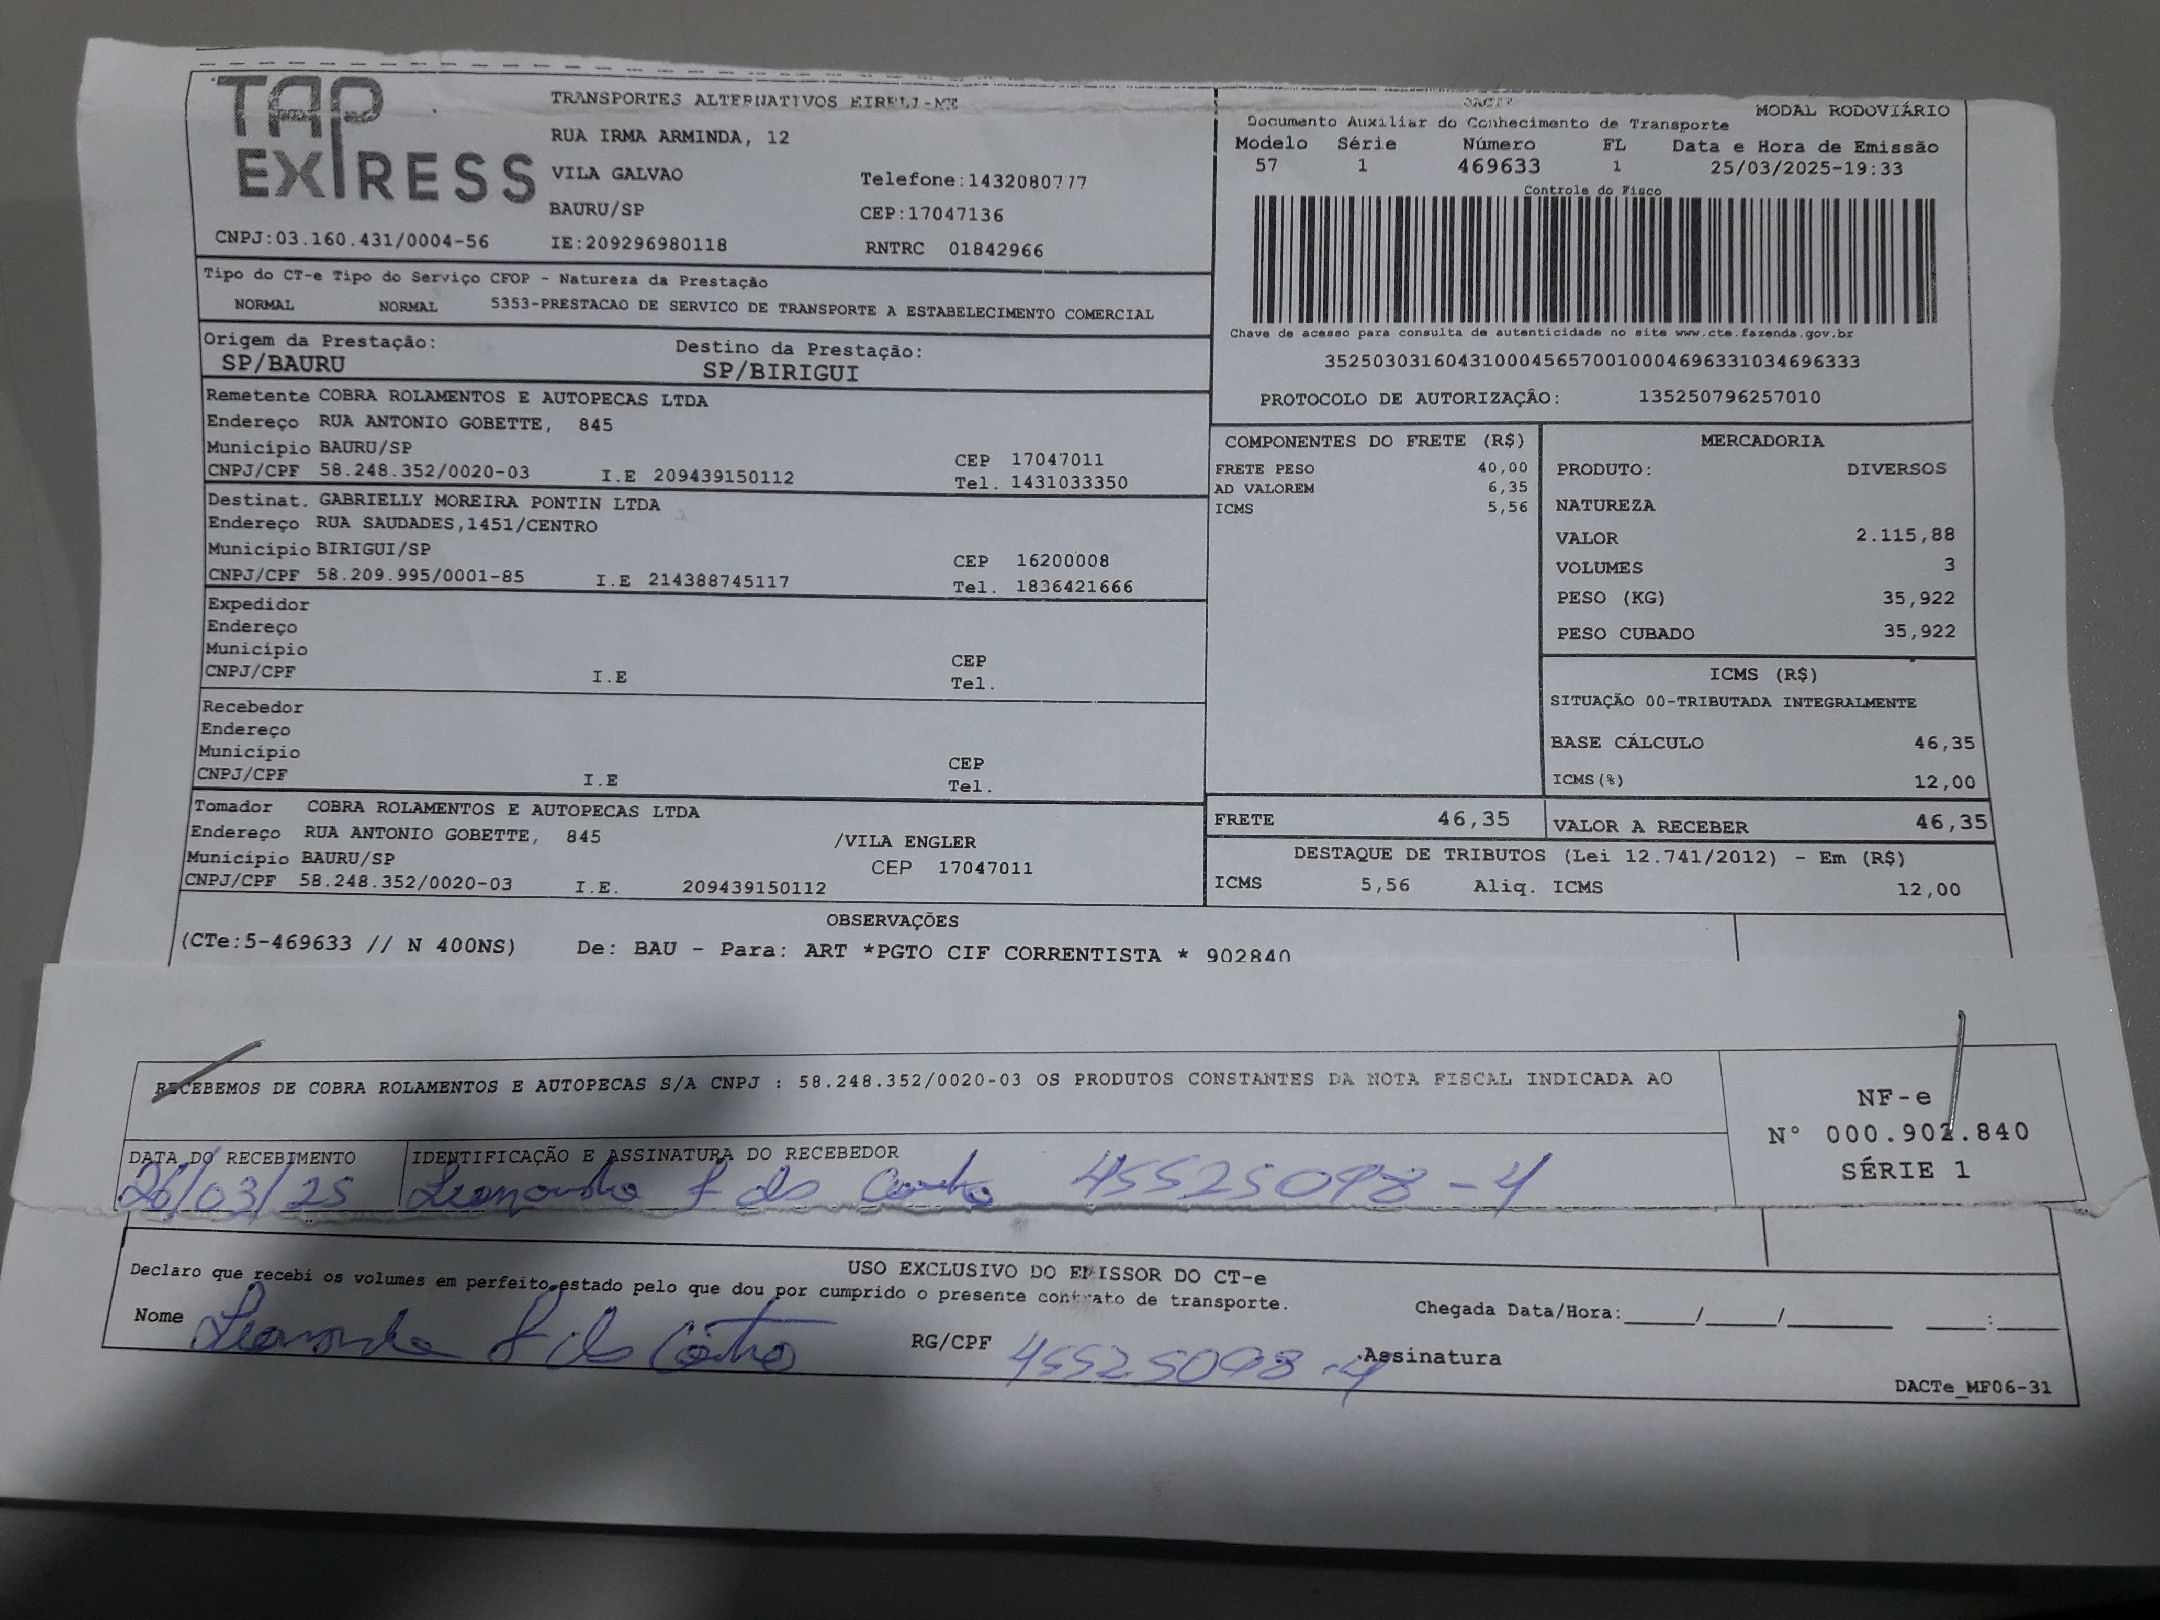 TAP EXPRESS
TRANSPORTES ALTERNATIVOS EIRELI-ME
RUA IRMA ARMINDA, 12
VILA GALVAO Telefone:1432080777
BAURU/SP CEP:17047136
CNPJ:03.160.431/0004-56 IE:209296980118 RNTRC 01842966
DACTE MODAL RODOVIÁRIO
Documento Auxiliar do Conhecimento de Transporte
Modelo Série Número FL Data e Hora de Emissão
57 1 469633 1 25/03/2025-19:33
Controle do Fisco
Chave de acesso para consulta de autenticidade no site www.cte.fazenda.gov.br
35250303160431000456570010004696331034696333
PROTOCOLO DE AUTORIZAÇÃO: 135250796257010
Tipo do CT-e Tipo do Serviço CFOP - Natureza da Prestação
NORMAL NORMAL 5353-PRESTACAO DE SERVICO DE TRANSPORTE A ESTABELECIMENTO COMERCIAL
Origem da Prestação: Destino da Prestação:
SP/BAURU SP/BIRIGUI
Remetente COBRA ROLAMENTOS E AUTOPECAS LTDA
Endereço RUA ANTONIO GOBETTE, 845
Município BAURU/SP CEP 17047011
CNPJ/CPF 58.248.352/0020-03 I.E 209439150112 Tel. 1431033350
Destinat. GABRIELLY MOREIRA PONTIN LTDA
Endereço RUA SAUDADES,1451/CENTRO
Município BIRIGUI/SP CEP 16200008
CNPJ/CPF 58.209.995/0001-85 I.E 214388745117 Tel. 1836421666
Expedidor
Endereço
Município CEP
CNPJ/CPF I.E Tel.
Recebedor
Endereço
Município CEP
CNPJ/CPF I.E Tel.
Tomador COBRA ROLAMENTOS E AUTOPECAS LTDA
Endereço RUA ANTONIO GOBETTE, 845 /VILA ENGLER
Município BAURU/SP CEP 17047011
CNPJ/CPF 58.248.352/0020-03 I.E. 209439150112
COMPONENTES DO FRETE (R$)
FRETE PESO 40,00
AD VALOREM 6,35
ICMS 5,56
MERCADORIA
PRODUTO: DIVERSOS
NATUREZA
VALOR 2.115,88
VOLUMES 3
PESO (KG) 35,922
PESO CUBADO 35,922
ICMS (R$)
SITUAÇÃO 00-TRIBUTADA INTEGRALMENTE
BASE CÁLCULO 46,35
ICMS(%) 12,00
FRETE 46,35 VALOR A RECEBER 46,35
DESTAQUE DE TRIBUTOS (Lei 12.741/2012) - Em (R$)
ICMS 5,56 Aliq. ICMS 12,00
OBSERVAÇÕES
(CTe:5-469633 // N 400NS) De: BAU - Para: ART *PGTO CIF CORRENTISTA * 902840
RECEBEMOS DE COBRA ROLAMENTOS E AUTOPECAS S/A CNPJ : 58.248.352/0020-03 OS PRODUTOS CONSTANTES DA NOTA FISCAL INDICADA AO
NF-e
N° 000.902.840
SÉRIE 1
DATA DO RECEBIMENTO IDENTIFICAÇÃO E ASSINATURA DO RECEBEDOR
26/03/25 45525098-4
USO EXCLUSIVO DO EMISSOR DO CT-e
Declaro que recebi os volumes em perfeito estado pelo que dou por cumprido o presente contrato de transporte.
Chegada Data/Hora:____/____/______ ___:___
Nome RG/CPF 45525098-4 Assinatura
DACTe_MF06-31